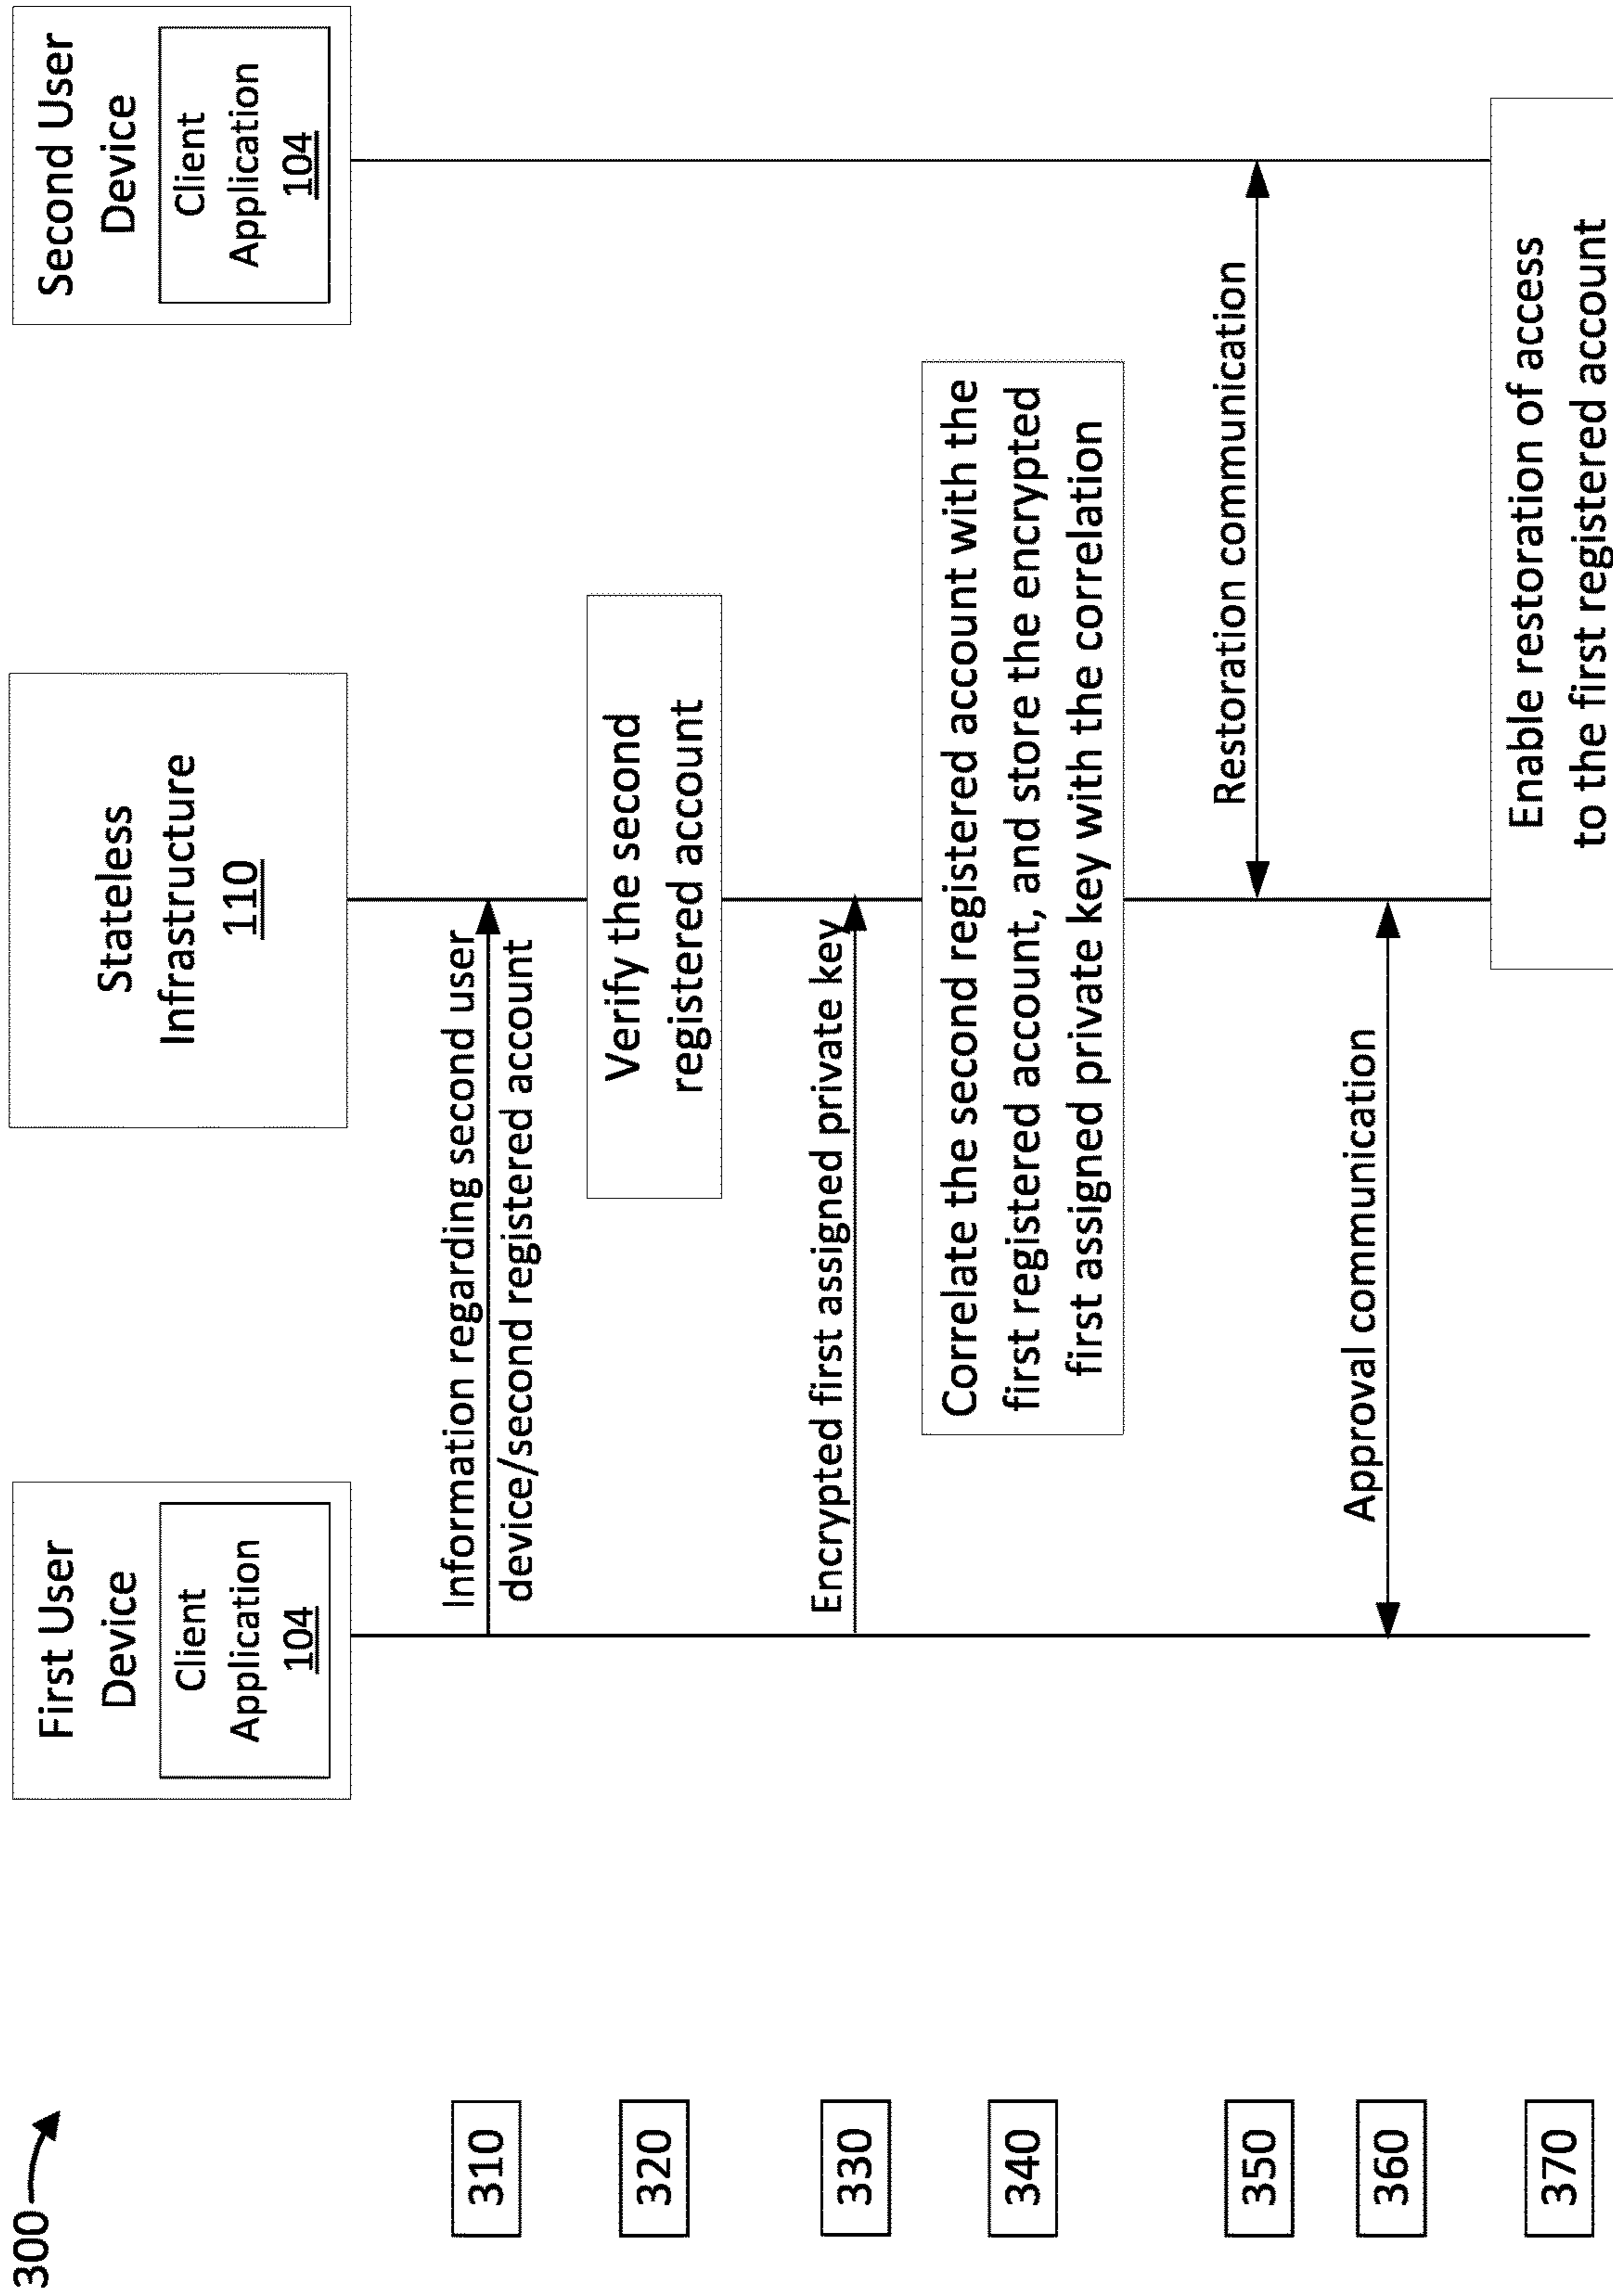 300
First User
Device
Client
Application
104
Stateless
Infrastructure
110
Second User
Device
Client
Application
104
310
Information regarding second user
device/second registered account
320
Verify the second
registered account
330
Encrypted first assigned private key
340
Correlate the second registered account with the
first registered account, and store the encrypted
first assigned private key with the correlation
350
Restoration communication
360
Approval communication
370
Enable restoration of access
to the first registered account